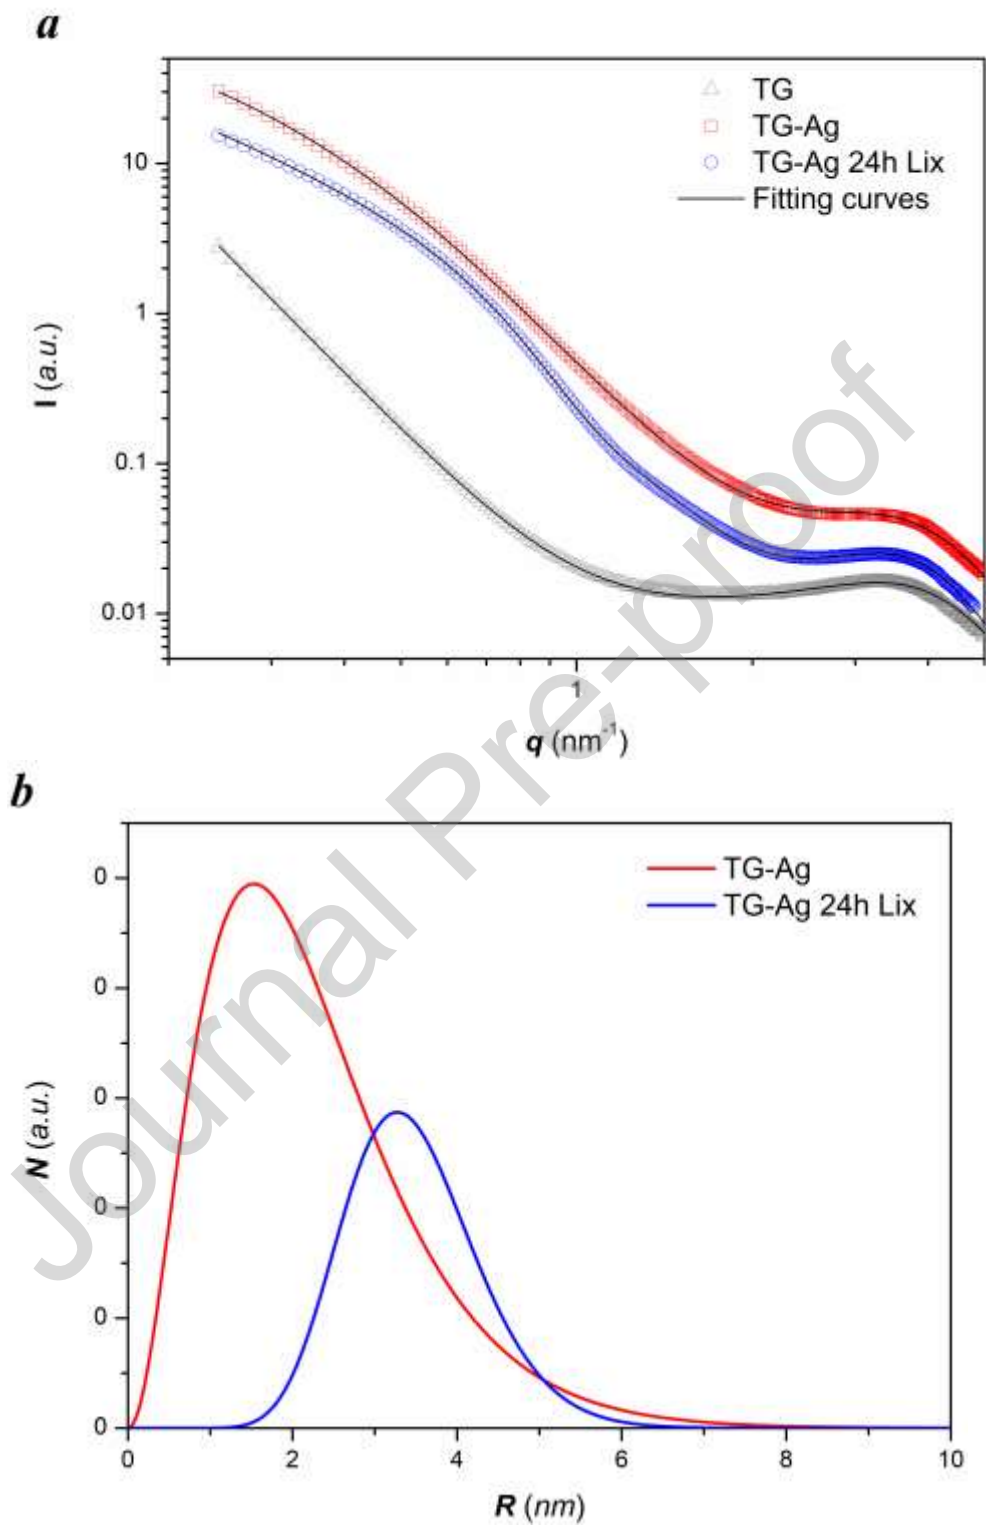 a
TG
TG-Ag
TG-Ag 24h Lix
Fitting curves
10
1
0.1
0.01
I (a.u.)
1
q (nm⁻¹)
b
TG-Ag
TG-Ag 24h Lix
0
0
0
0
0
0
N (a.u.)
0 2 4 6 8 10
R (nm)
Journal Pre-proof